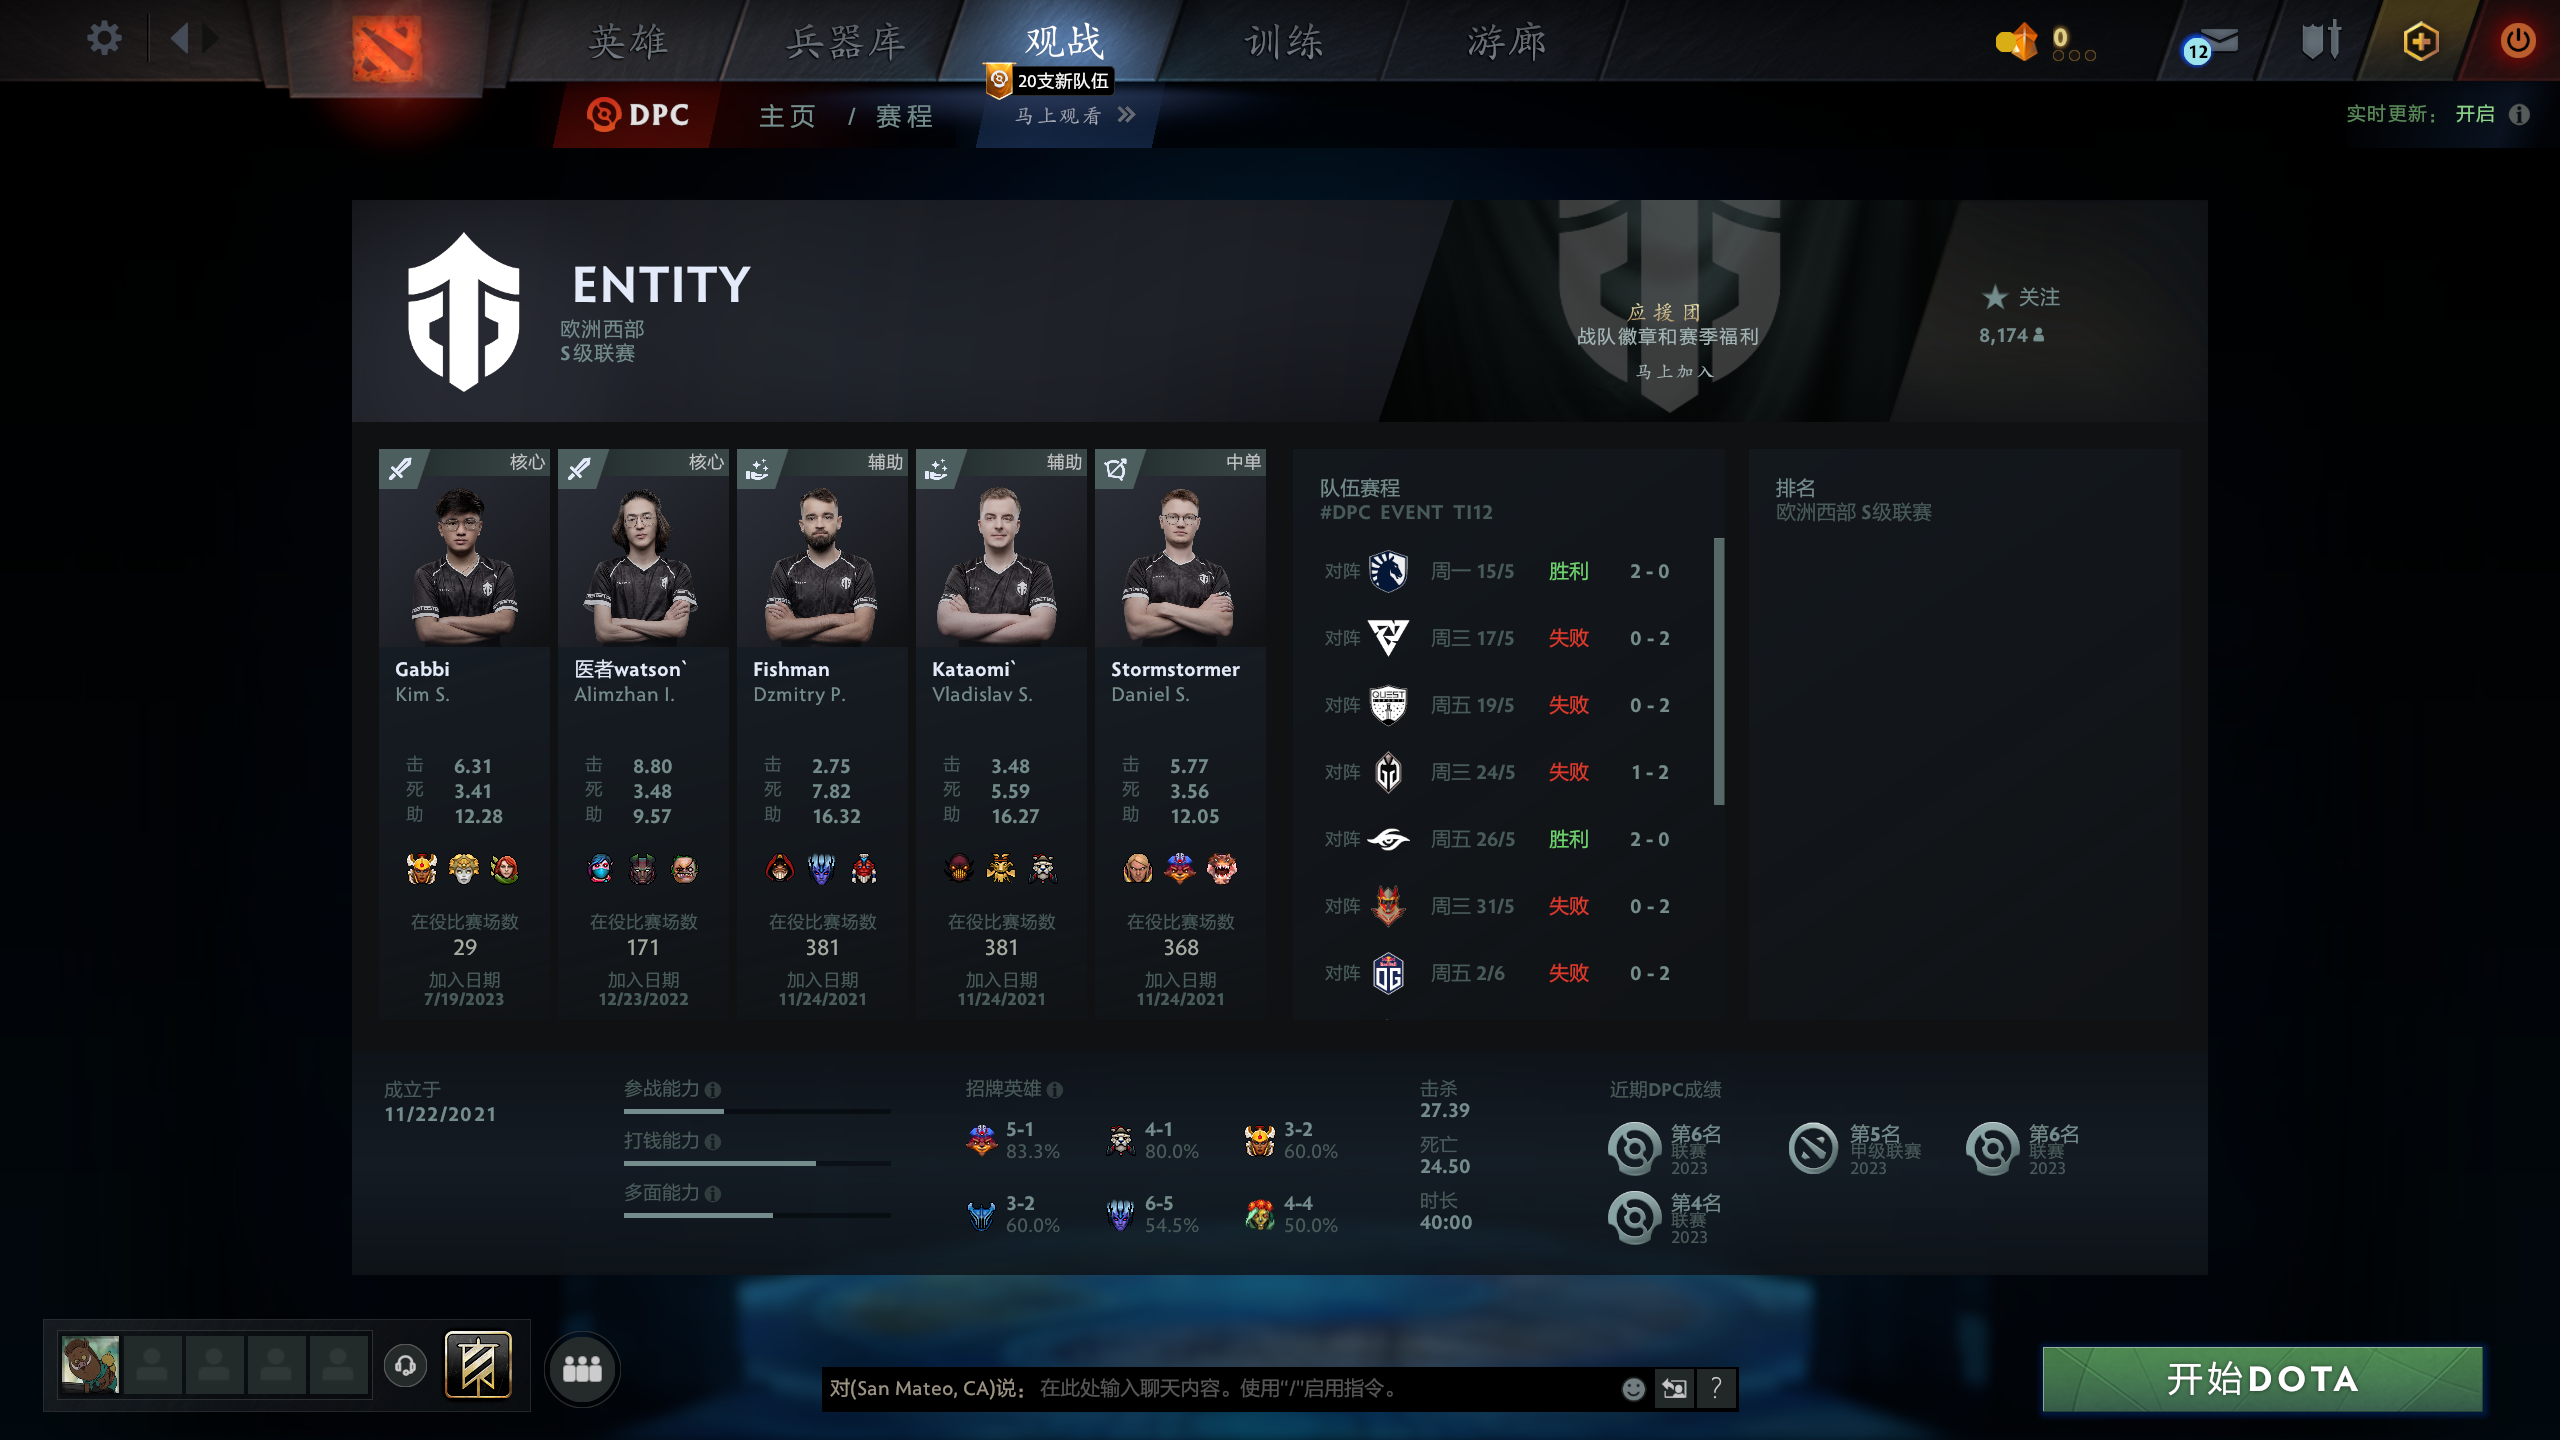 英雄
兵器库
观战
训练
游廊
0
12
20支新队伍
DPC
主页 / 赛程
马上观看
实时更新： 开启
ENTITY
欧洲西部
S级联赛
应援团
战队徽章和赛季福利
马上加入
关注
8,174
核心
Gabbi
Kim S.
击 6.31
死 3.41
助 12.28
在役比赛场数
29
加入日期
7/19/2023
核心
医者watson`
Alimzhan I.
击 8.80
死 3.48
助 9.57
在役比赛场数
171
加入日期
12/23/2022
辅助
Fishman
Dzmitry P.
击 2.75
死 7.82
助 16.32
在役比赛场数
381
加入日期
11/24/2021
辅助
Kataomi`
Vladislav S.
击 3.48
死 5.59
助 16.27
在役比赛场数
381
加入日期
11/24/2021
中单
Stormstormer
Daniel S.
击 5.77
死 3.56
助 12.05
在役比赛场数
368
加入日期
11/24/2021
队伍赛程
#DPC EVENT TI12
对阵 周一 15/5 胜利 2 - 0
对阵 周三 17/5 失败 0 - 2
对阵 QUEST 周五 19/5 失败 0 - 2
对阵 周三 24/5 失败 1 - 2
对阵 周五 26/5 胜利 2 - 0
对阵 周三 31/5 失败 0 - 2
对阵 OG 周五 2/6 失败 0 - 2
排名
欧洲西部 S级联赛
成立于
11/22/2021
参战能力
打钱能力
多面能力
招牌英雄
5-1
83.3%
4-1
80.0%
3-2
60.0%
3-2
60.0%
6-5
54.5%
4-4
50.0%
击杀
27.39
死亡
24.50
时长
40:00
近期DPC成绩
第6名
联赛
2023
第5名
甲级联赛
2023
第6名
联赛
2023
第4名
联赛
2023
对(San Mateo, CA)说： 在此处输入聊天内容。使用“/”启用指令。
?
开始DOTA